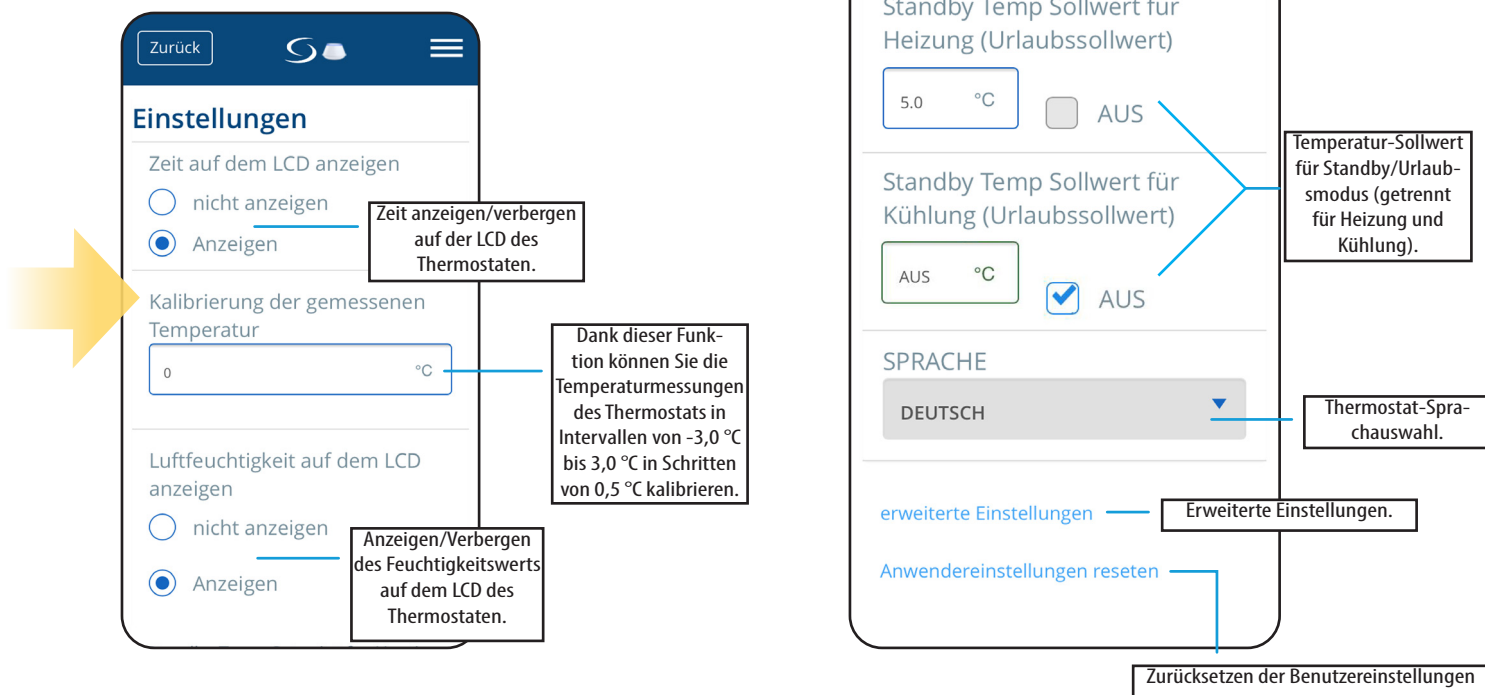 Zurück
Einstellungen
Zeit auf dem LCD anzeigen
nicht anzeigen
Anzeigen
Zeit anzeigen/verbergen
auf der LCD des
Thermostaten.
Kalibrierung der gemessenen
Temperatur
0 °C
Dank dieser Funk-
tion können Sie die
Temperaturmessungen
des Thermostats in
Intervallen von -3,0 °C
bis 3,0 °C in Schritten
von 0,5 °C kalibrieren.
Luftfeuchtigkeit auf dem LCD
anzeigen
nicht anzeigen
Anzeigen
Anzeigen/Verbergen
des Feuchtigkeitswerts
auf dem LCD des
Thermostaten.
Standby Temp Sollwert für
Heizung (Urlaubssollwert)
5.0 °C AUS
Standby Temp Sollwert für
Kühlung (Urlaubssollwert)
AUS °C AUS
Temperatur-Sollwert
für Standby/Urlaub-
smodus (getrennt
für Heizung und
Kühlung).
SPRACHE
DEUTSCH
Thermostat-Spra-
chauswahl.
erweiterte Einstellungen
Erweiterte Einstellungen.
Anwendereinstellungen reseten
Zurücksetzen der Benutzereinstellungen